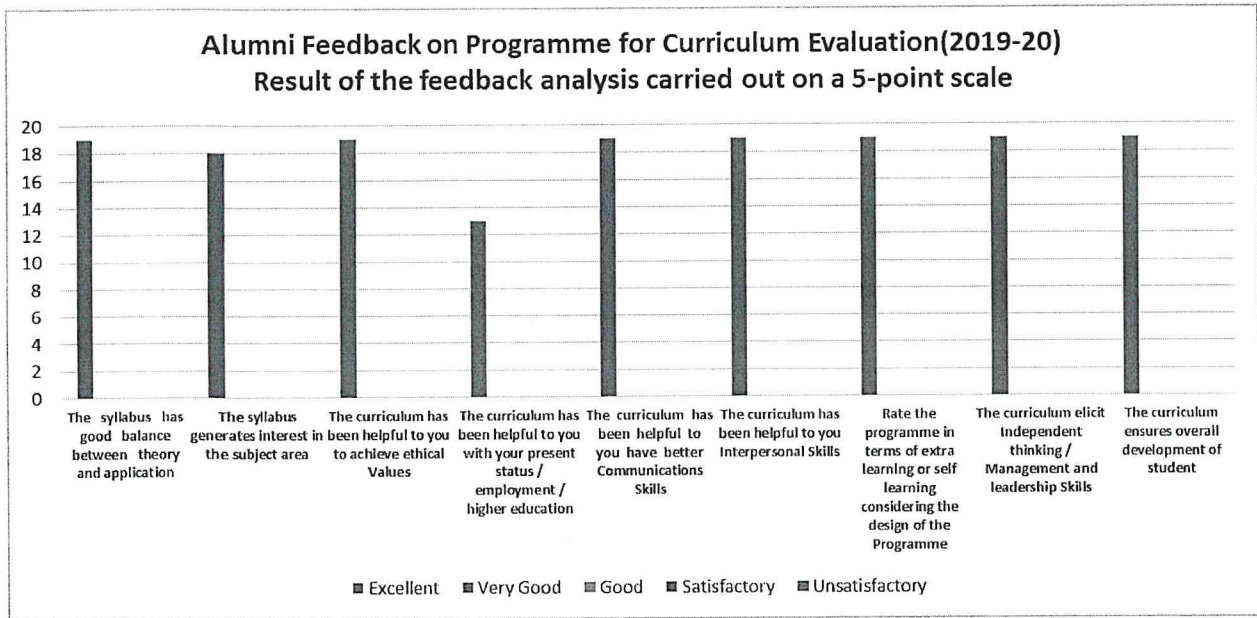 Alumni Feedback on Programme for Curriculum Evaluation(2019-20)
Result of the feedback analysis carried out on a 5-point scale
20
18
16
14
12
10
8
6
4
2
0
The syllabus has
good balance
between theory
and application
The syllabus
generates interest in
the subject area
The curriculum has
been helpful to you
to achieve ethical
Values
The curriculum has
been helpful to you
with your present
status /
employment /
higher education
The curriculum has
been helpful to
you have better
Communications
Skills
The curriculum has
been helpful to you
Interpersonal Skills
Rate the
programme in
terms of extra
learning or self
learning
considering the
design of the
Programme
The curriculum elicit
Independent
thinking /
Management and
leadership Skills
The curriculum
ensures overall
development of
student
Excellent Very Good Good Satisfactory Unsatisfactory